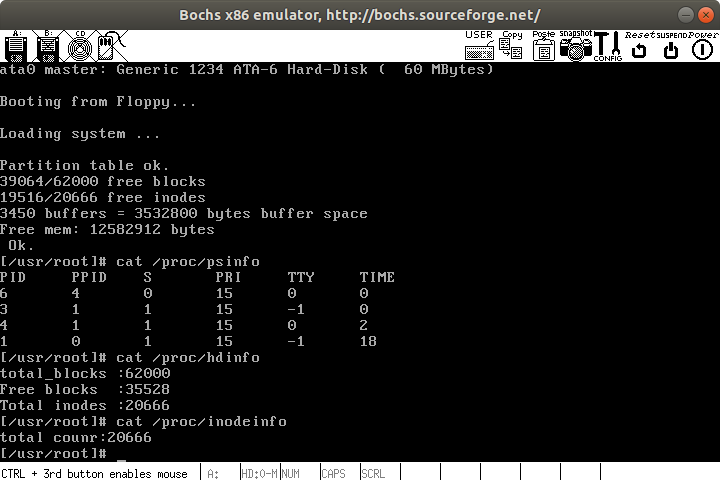 Bochs x86 emulator, http://bochs.sourceforge.net/
A: B: CD USER Copy Paste Snapshot CONFIG Reset SUSPEND Power
ata0 master: Generic 1234 ATA-6 Hard-Disk (  60 MBytes)
Booting from Floppy...
Loading system ...
Partition table ok.
39064/62000 free blocks
19516/20666 free inodes
3450 buffers = 3532800 bytes buffer space
Free mem: 12582912 bytes
 Ok.
[/usr/root]# cat /proc/psinfo
PID PPID S PRI TTY TIME
6 4 0 15 0 0
3 1 1 15 -1 0
4 1 1 15 0 2
1 0 1 15 -1 18
[/usr/root]# cat /proc/hdinfo
total_blocks :62000
Free blocks  :35528
Total inodes :20666
[/usr/root]# cat /proc/inodeinfo
total counr:20666
[/usr/root]# _
CTRL + 3rd button enables mouse A: HD:0-M NUM CAPS SCRL